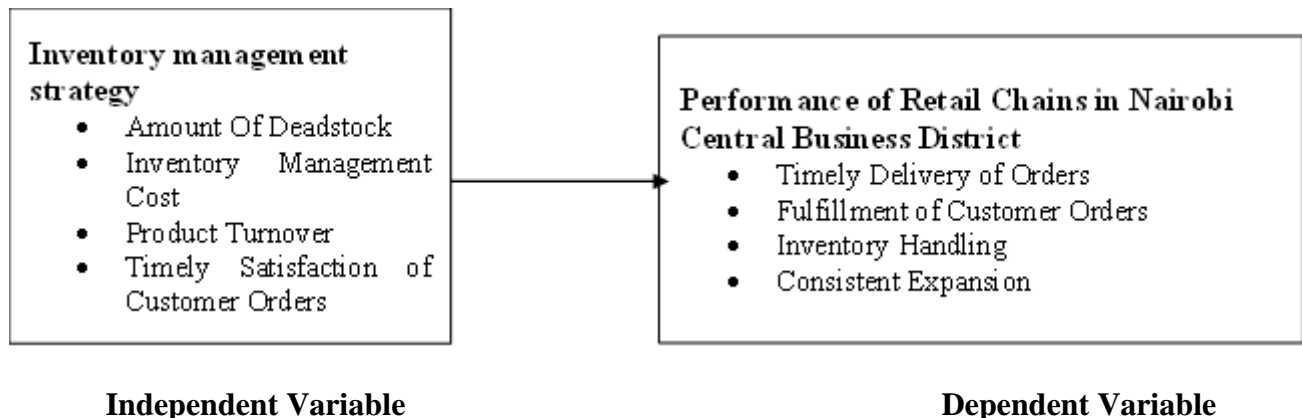 Inventory management
strategy
• Amount Of Deadstock
• Inventory Management
Cost
• Product Turnover
• Timely Satisfaction of
Customer Orders
Performance of Retail Chains in Nairobi
Central Business District
• Timely Delivery of Orders
• Fulfillment of Customer Orders
• Inventory Handling
• Consistent Expansion
Independent Variable
Dependent Variable